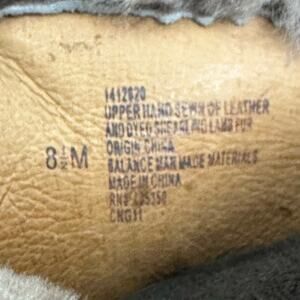 1412620
UPPER HAND SEWN OF LEATHER
AND DYED SHEARLING LAMB FUR
ORIGIN CHINA
8½M
BALANCE MAN MADE MATERIALS
MADE IN CHINA
CNG11